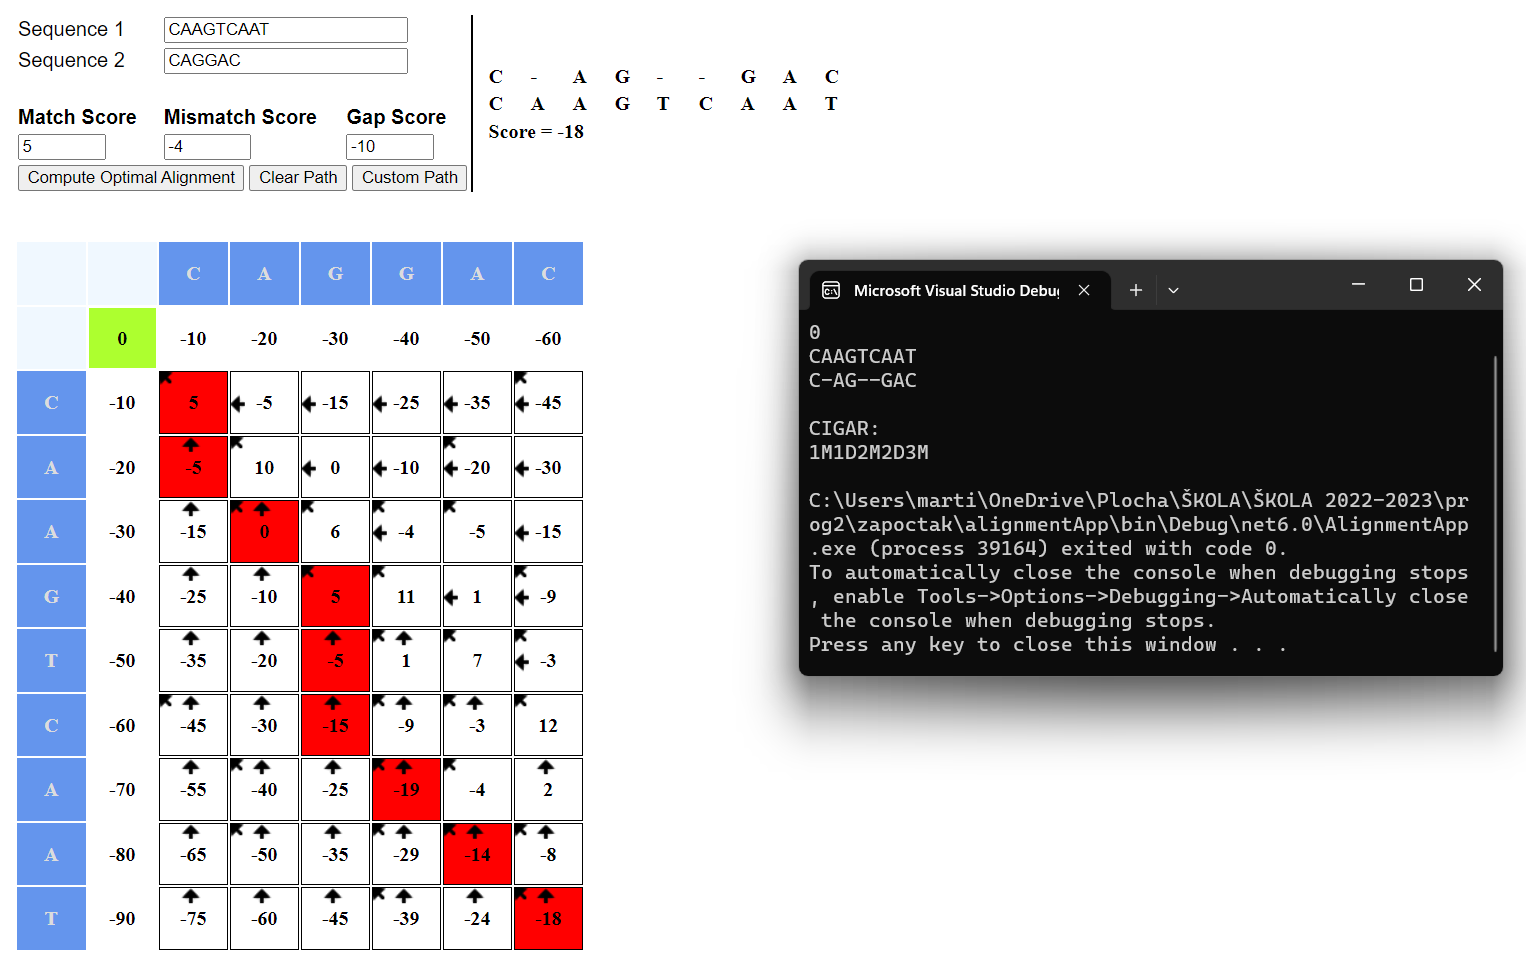 Sequence 1 CAAGTCAAT
Sequence 2 CAGGAC
Match Score Mismatch Score Gap Score
5 -4 -10
Compute Optimal Alignment Clear Path Custom Path
C - A G - - G A C
C A A G T C A A T
Score = -18
C A G G A C
0 -10 -20 -30 -40 -50 -60
C -10 5 -5 -15 -25 -35 -45
A -20 -5 10 0 -10 -20 -30
A -30 -15 0 6 -4 -5 -15
G -40 -25 -10 5 11 1 -9
T -50 -35 -20 -5 1 7 -3
C -60 -45 -30 -15 -9 -3 12
A -70 -55 -40 -25 -19 -4 2
A -80 -65 -50 -35 -29 -14 -8
T -90 -75 -60 -45 -39 -24 -18
Microsoft Visual Studio Debu
0
CAAGTCAAT
C-AG--GAC
CIGAR:
1M1D2M2D3M
C:\Users\marti\OneDrive\Plocha\ŠKOLA\ŠKOLA 2022-2023\pr
og2\zapoctak\alignmentApp\bin\Debug\net6.0\AlignmentApp
.exe (process 39164) exited with code 0.
To automatically close the console when debugging stops
, enable Tools->Options->Debugging->Automatically close
the console when debugging stops.
Press any key to close this window . . .